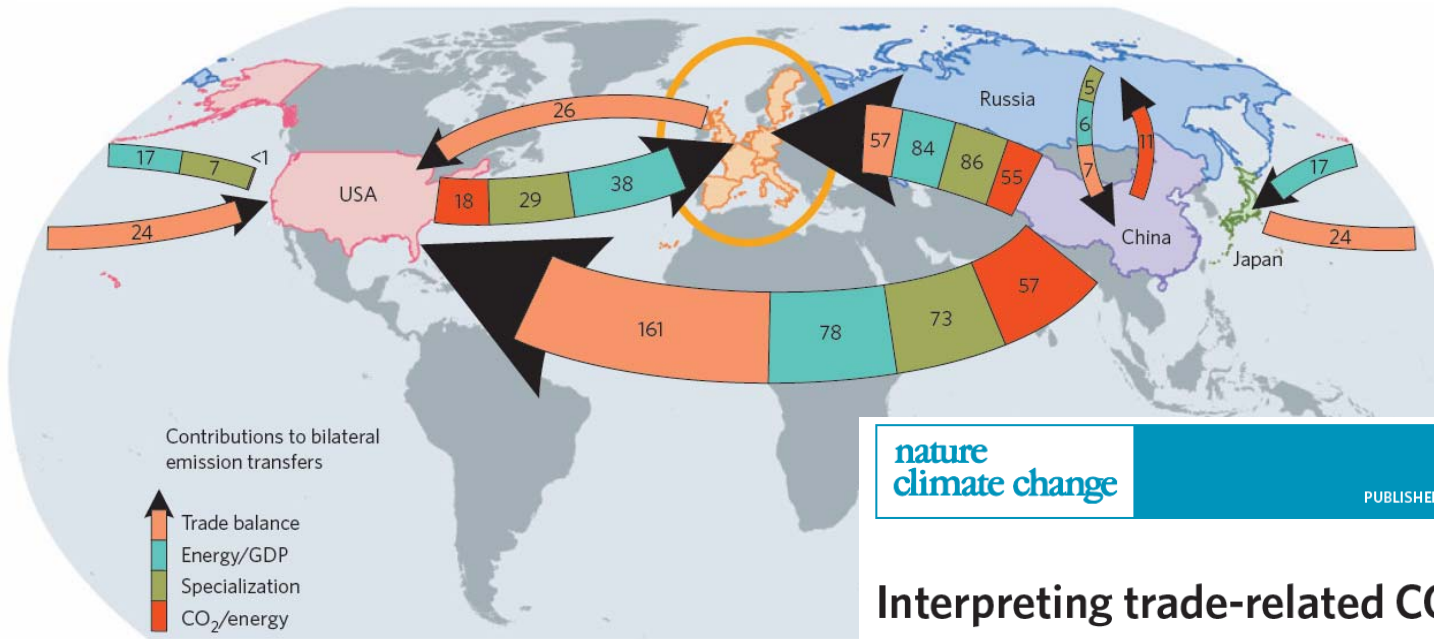 Russia
26
5
6
7
11
57
84
86
55
17
7
<1
17
USA
38
29
18
24
China
24
Japan
57
73
78
161
Contributions to bilateral
emission transfers
Trade balance
Energy/GDP
Specialization
CO₂/energy
nature
climate change
PUBLISHE
Interpreting trade-related CO